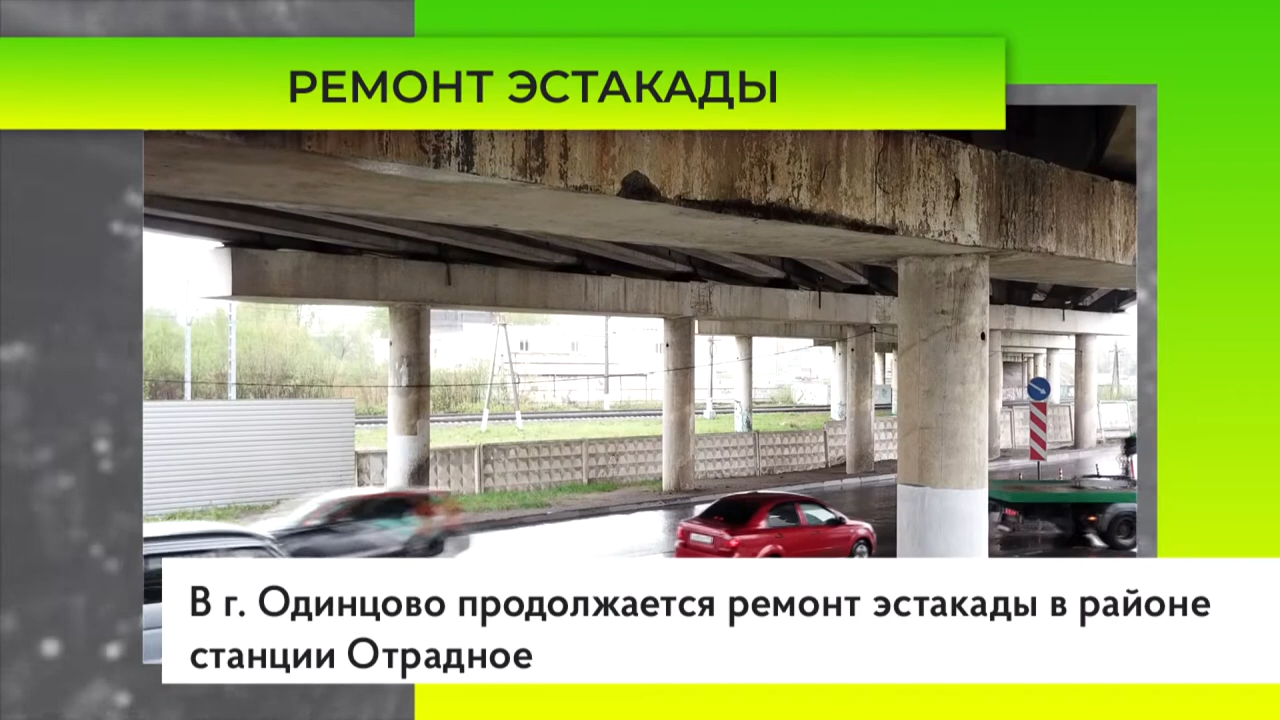 РЕМОНТ ЭСТАКАДЫ
В г. Одинцово продолжается ремонт эстакады в районе
станции Отрадное